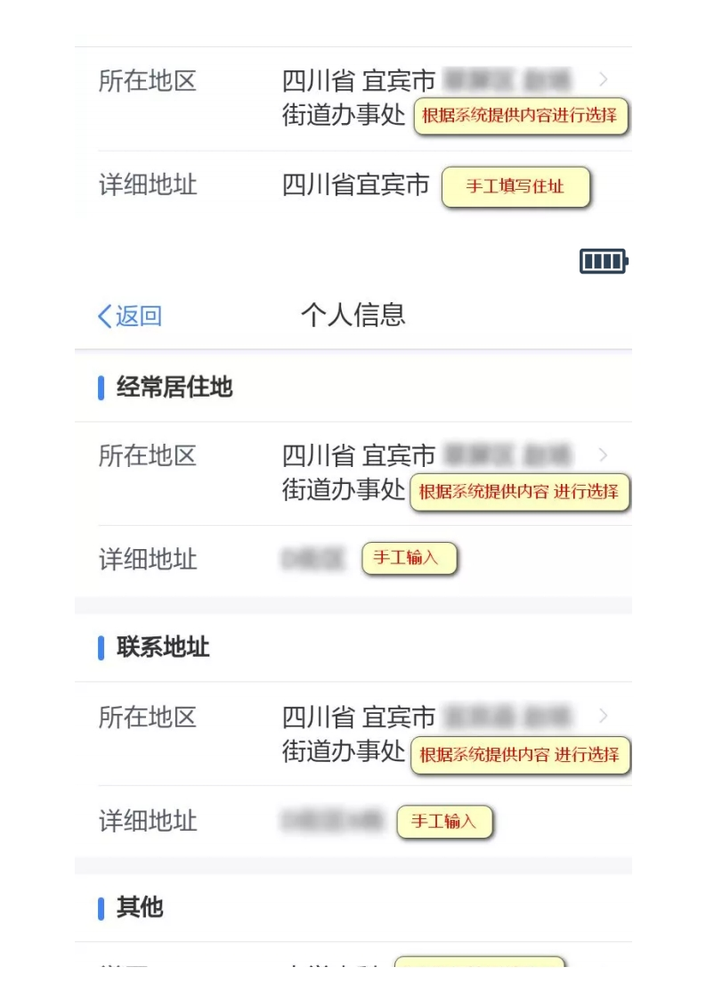 所在地区 四川省 宜宾市
街道办事处 根据系统提供内容进行选择
详细地址 四川省宜宾市 手工填写住址
返回 个人信息
经常居住地
所在地区 四川省 宜宾市
街道办事处 根据系统提供内容 进行选择
详细地址 手工输入
联系地址
所在地区 四川省 宜宾市
街道办事处 根据系统提供内容 进行选择
详细地址 手工输入
其他